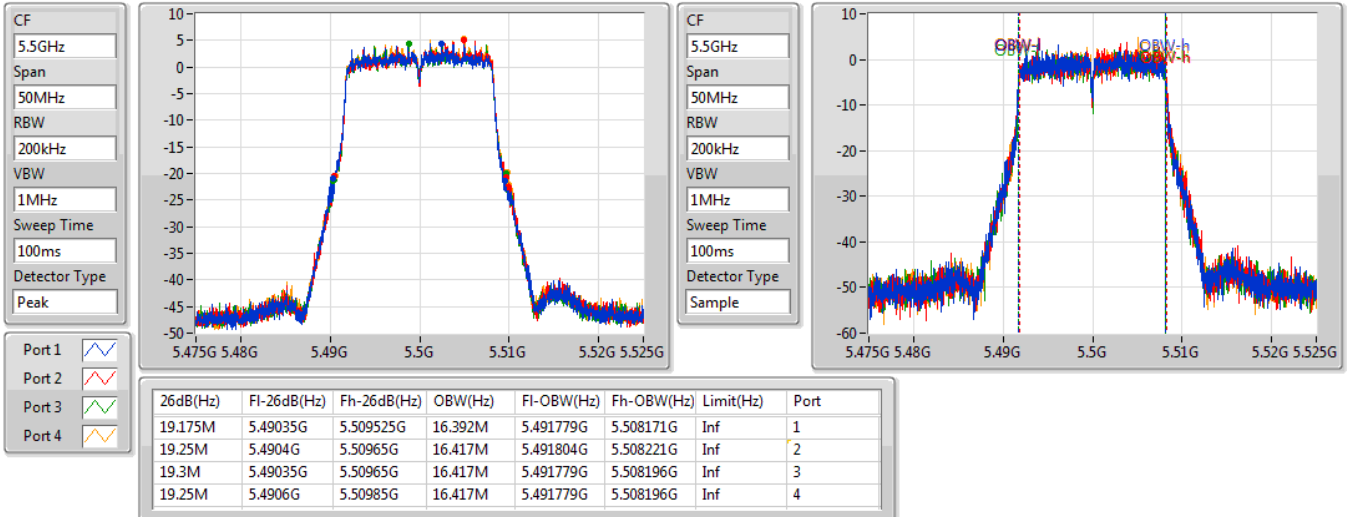 CF
5.5GHz
Span
50MHz
RBW
200kHz
VBW
1MHz
Sweep Time
100ms
Detector Type
Peak
10
5
0
-5
-10
-15
-20
-25
-30
-35
-40
-45
-50
5.475G 5.48G 5.49G 5.5G 5.51G 5.52G 5.525G
CF
5.5GHz
Span
50MHz
RBW
200kHz
VBW
1MHz
Sweep Time
100ms
Detector Type
Sample
10
0
-10
-20
-30
-40
-50
-60
OBW-l
OBW-h
OBW-h
5.475G 5.48G 5.49G 5.5G 5.51G 5.52G 5.525G
Port 1
Port 2
Port 3
Port 4
26dB(Hz) Fl-26dB(Hz) Fh-26dB(Hz) OBW(Hz) Fl-OBW(Hz) Fh-OBW(Hz) Limit(Hz) Port
19.175M 5.49035G 5.509525G 16.392M 5.491779G 5.508171G Inf 1
19.25M 5.4904G 5.50965G 16.417M 5.491804G 5.508221G Inf 2
19.3M 5.49035G 5.50965G 16.417M 5.491779G 5.508196G Inf 3
19.25M 5.4906G 5.50985G 16.417M 5.491779G 5.508196G Inf 4